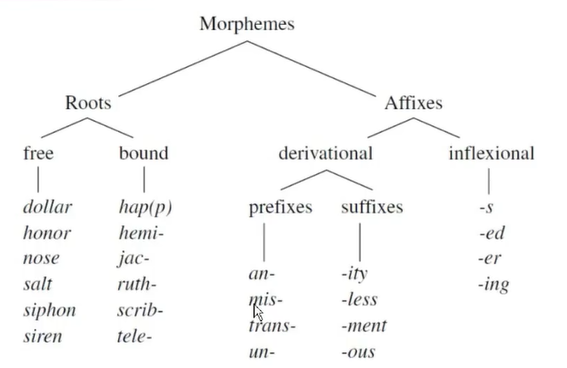 Morphemes
Roots Affixes
free bound derivational inflexional
dollar hap(p) prefixes suffixes -s
honor hemi- -ed
nose jac- -er
an- -ity
salt ruth- -ing
mis- -less
siphon scrib-
trans- -ment
siren tele-
un- -ous